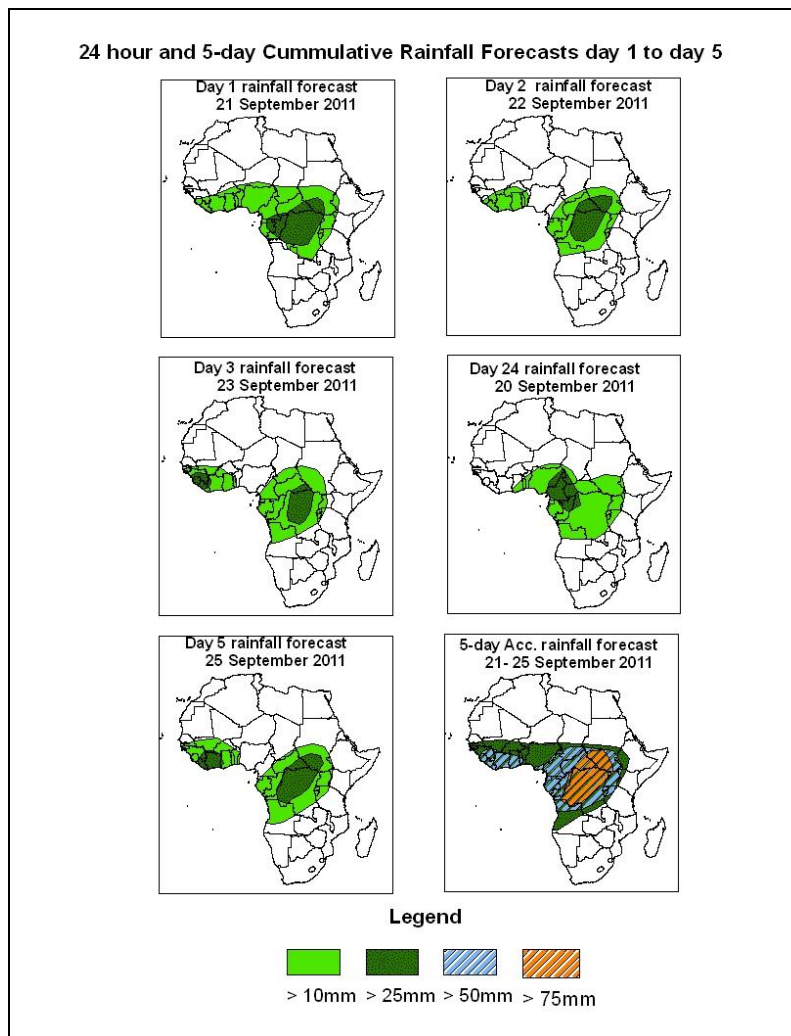 24 hour and 5-day Cummulative Rainfall Forecasts day 1 to day 5
Day 1 rainfall forecast
21 September 2011
Day 2 rainfall forecast
22 September 2011
Day 3 rainfall forecast
23 September 2011
Day 24 rainfall forecast
20 September 2011
Day 5 rainfall forecast
25 September 2011
5-day Acc. rainfall forecast
21- 25 September 2011
Legend
> 10mm > 25mm > 50mm > 75mm